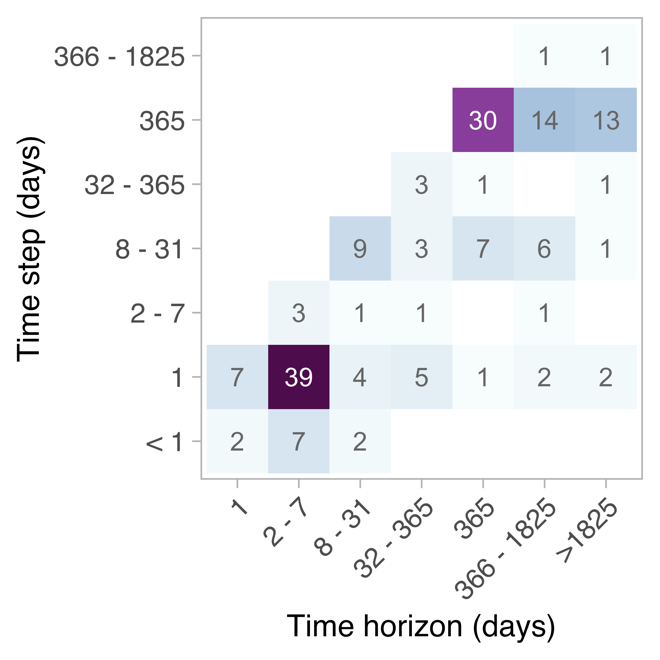 Time step (days)
366 - 1825 1 1
365 30 14 13
32 - 365 3 1 1
8 - 31 9 3 7 6 1
2 - 7 3 1 1 1
1 7 39 4 5 1 2 2
< 1 2 7 2
1 2 - 7 8 - 31 32 - 365 365 366 - 1825 >1825
Time horizon (days)